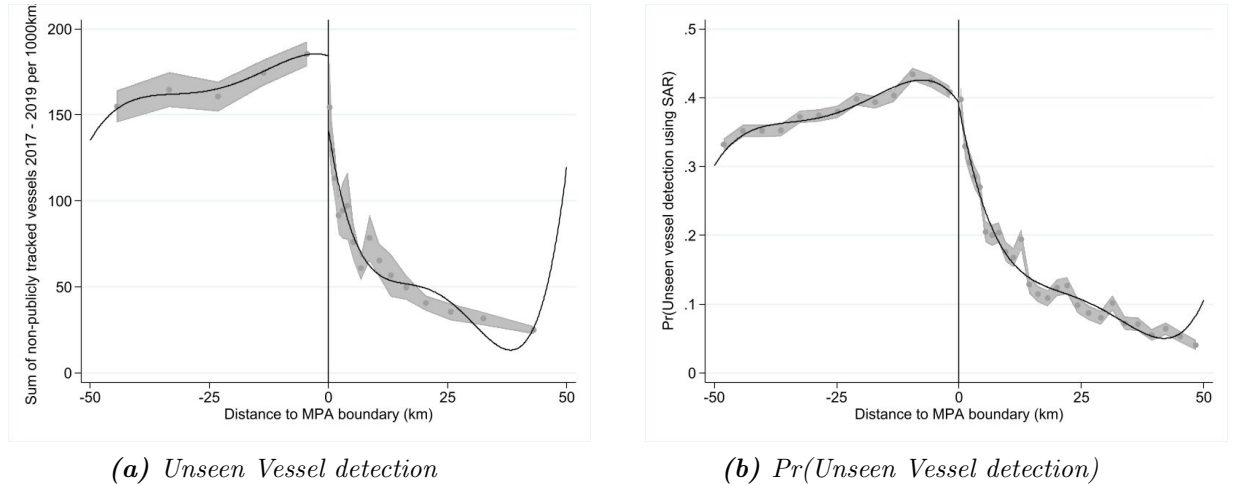 Sum of non-publicly tracked vessels 2017 - 2019 per 1000km
200
150
100
50
0
-50 -25 0 25 50
Distance to MPA boundary (km)
(a) Unseen Vessel detection
Pr(Unseen vessel detection using SAR)
.5
.4
.3
.2
.1
0
-50 -25 0 25 50
Distance to MPA boundary (km)
(b) Pr(Unseen Vessel detection)